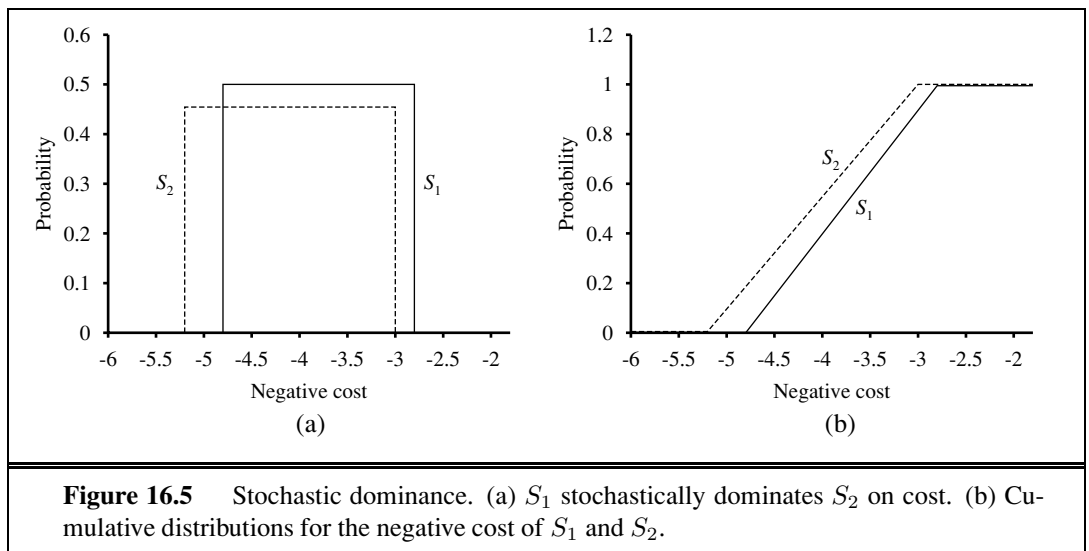 0.6
0.5
0.4
0.3
0.2
0.1
0
Probability
S₂
S₁
-6 -5.5 -5 -4.5 -4 -3.5 -3 -2.5 -2
Negative cost
(a)
1.2
1
0.8
0.6
0.4
0.2
0
Probability
S₂
S₁
-6 -5.5 -5 -4.5 -4 -3.5 -3 -2.5 -2
Negative cost
(b)
Figure 16.5 Stochastic dominance. (a) S₁ stochastically dominates S₂ on cost. (b) Cu-
mulative distributions for the negative cost of S₁ and S₂.